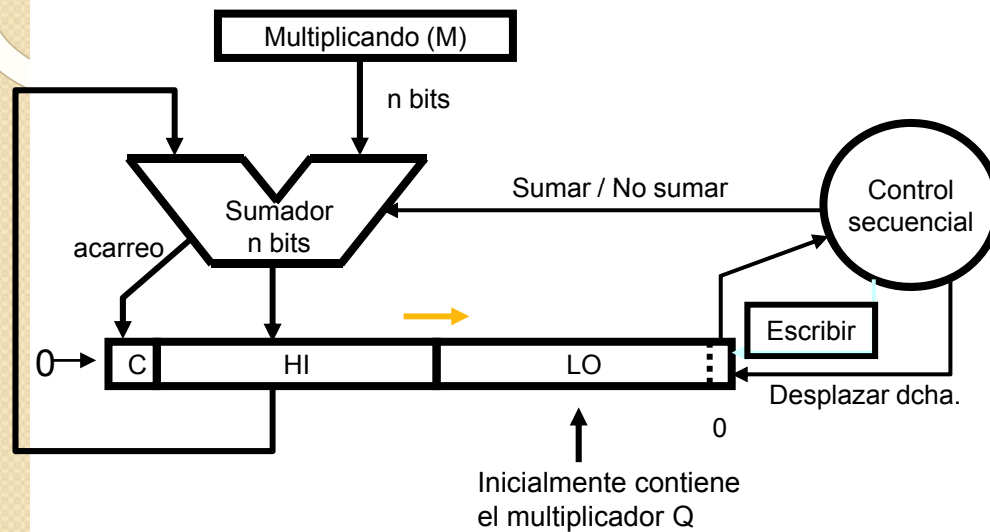 Multiplicando (M)
n bits
Sumar / No sumar
Control
secuencial
Sumador
n bits
acarreo
Escribir
0
C
HI
LO
Desplazar dcha.
0
Inicialmente contiene
el multiplicador Q